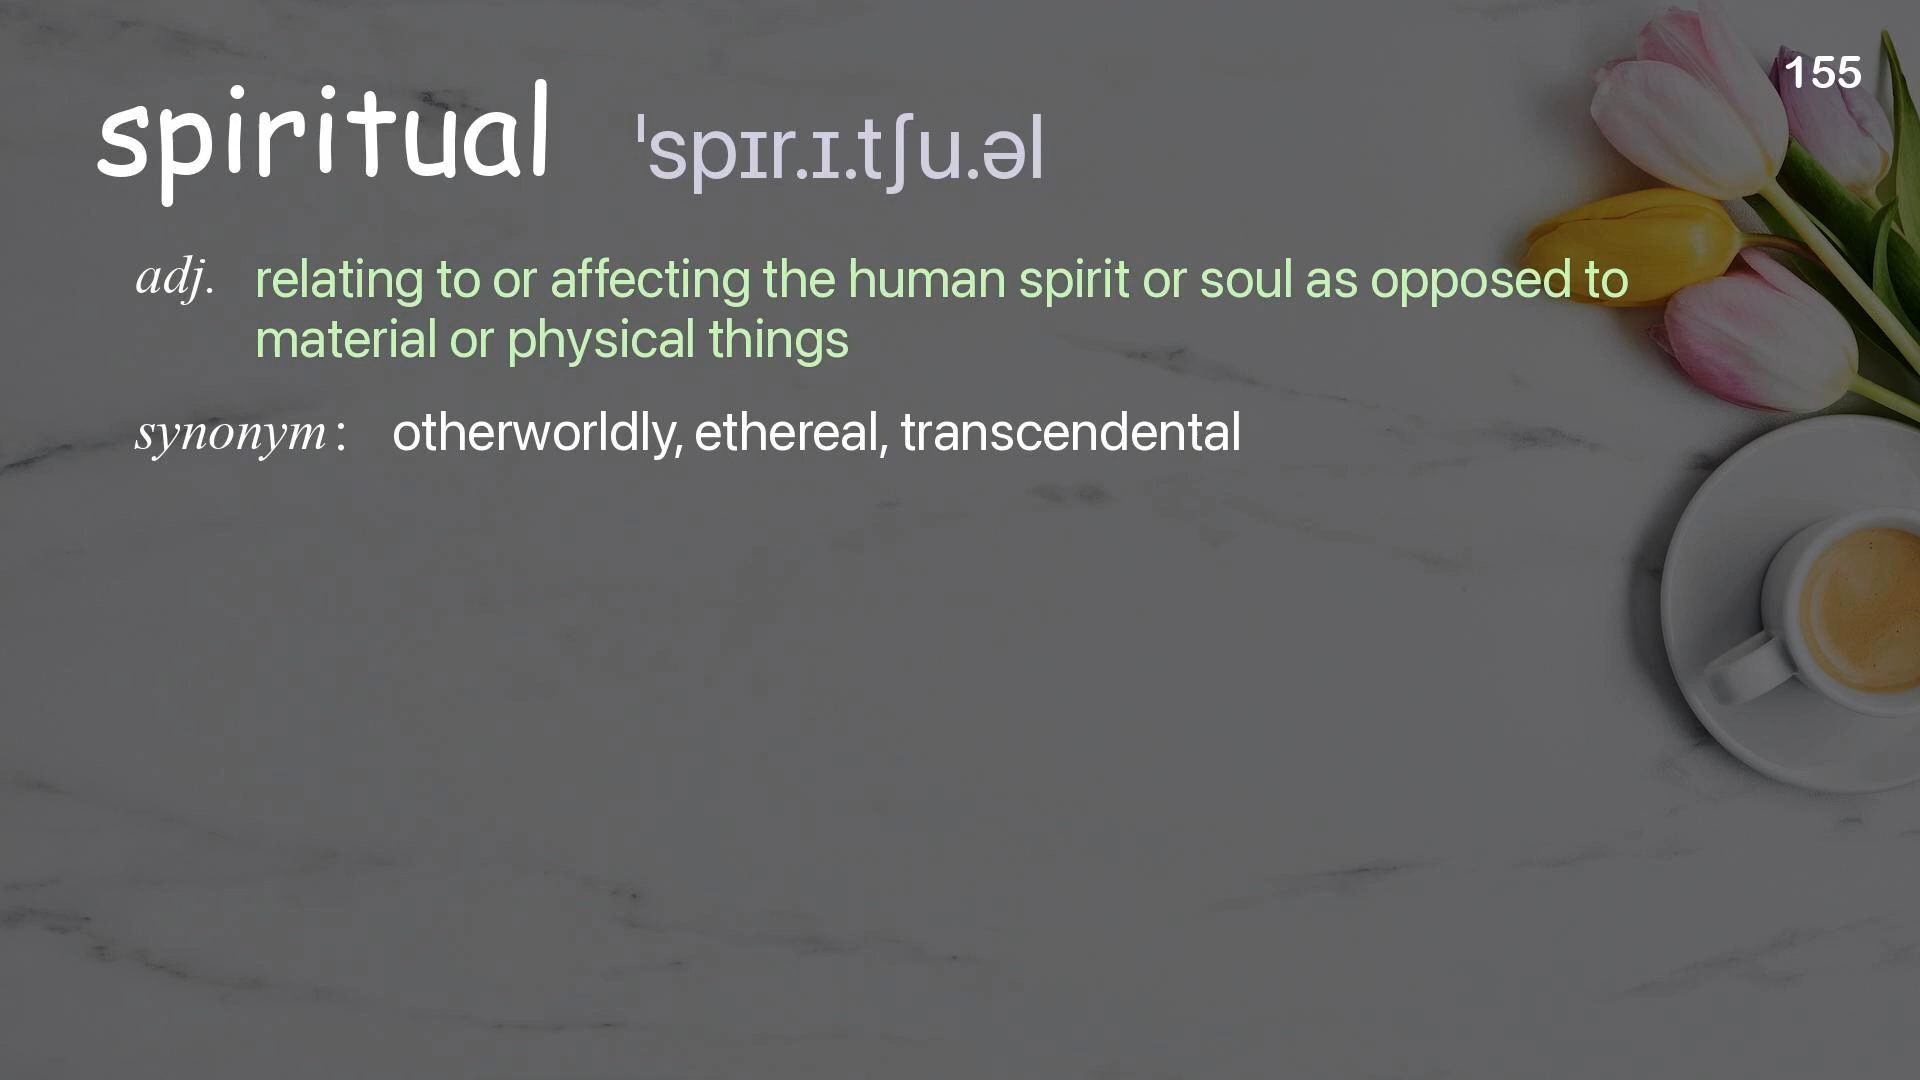 155
spiritual ˈspɪr.ɪ.tʃu.əl
adj. relating to or affecting the human spirit or soul as opposed to
material or physical things
synonym : otherworldly, ethereal, transcendental